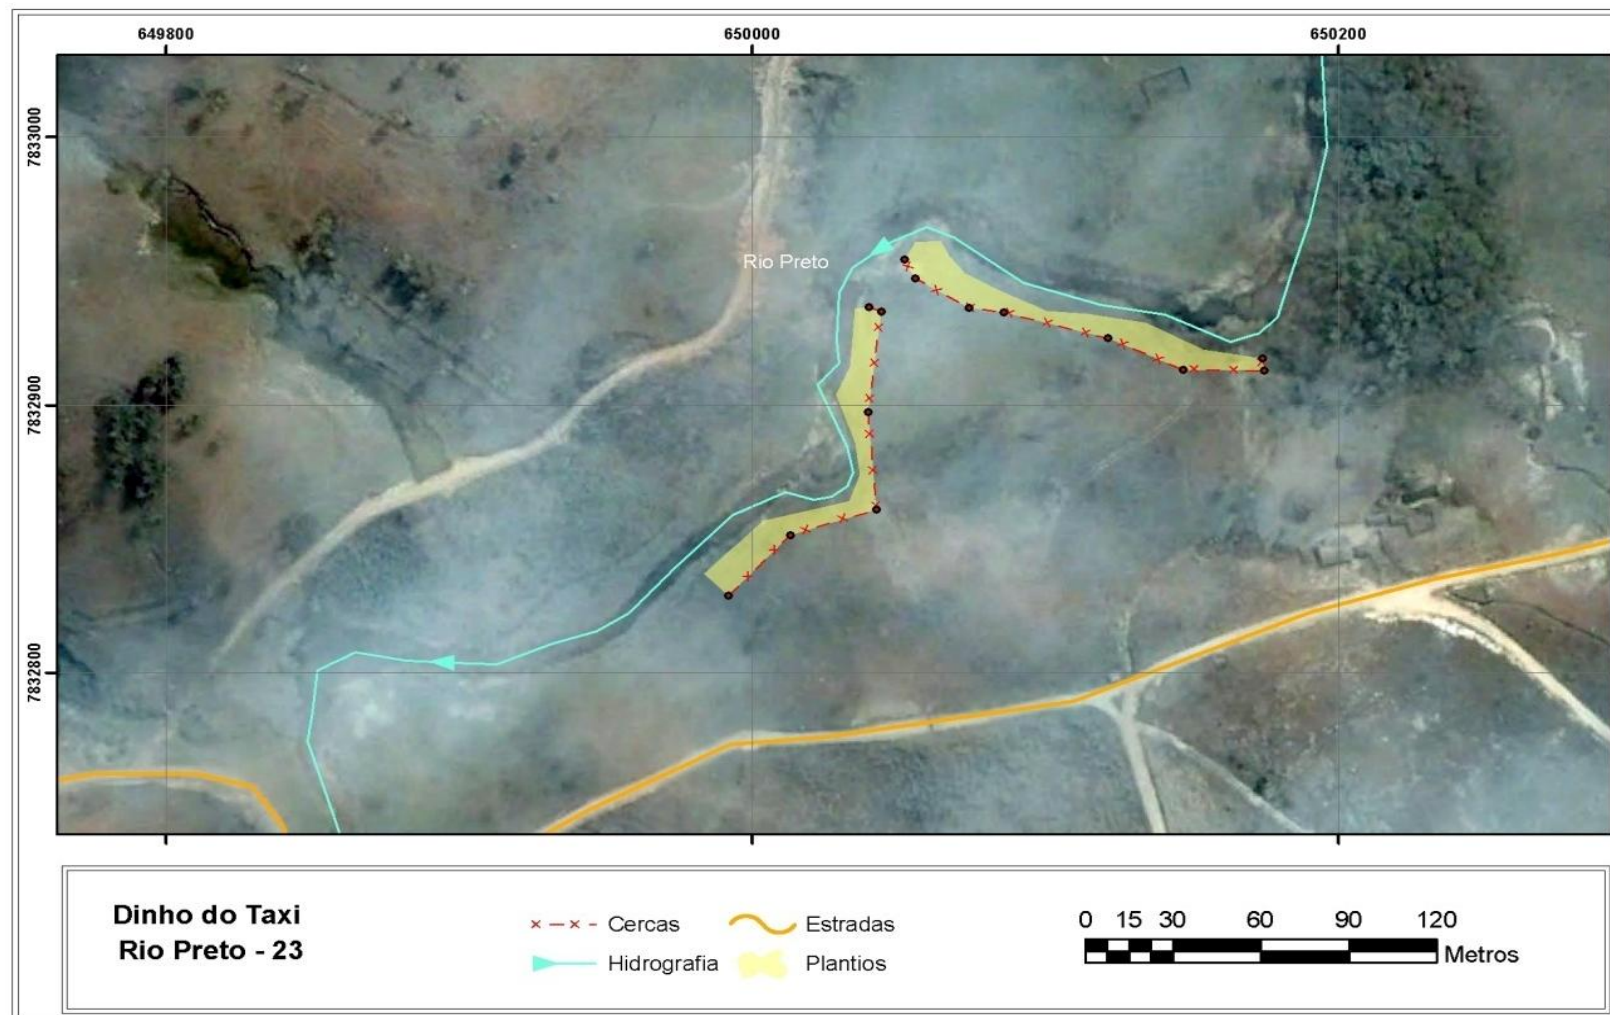 649800
650000
650200
7833000
7832900
7832800
Rio Preto
Dinho do Taxi
Rio Preto - 23
Cercas
Estradas
Hidrografia
Plantios
0 15 30 60 90 120
Metros